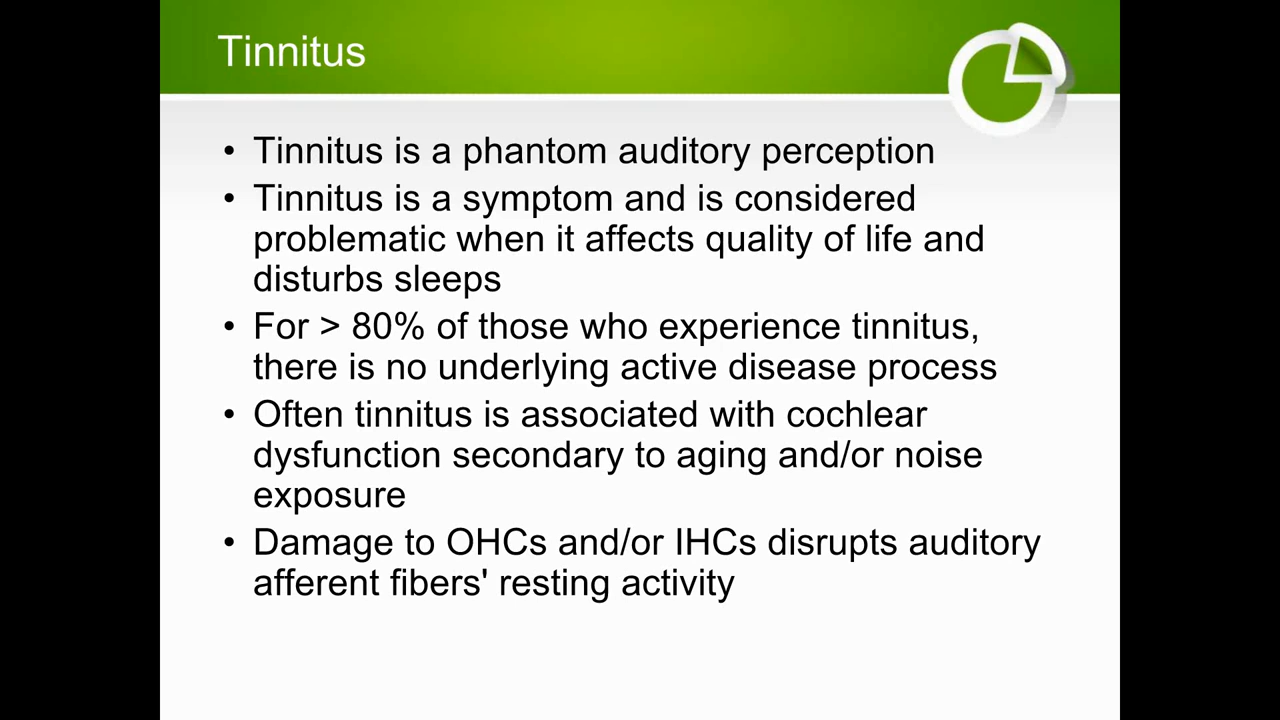 Tinnitus
• Tinnitus is a phantom auditory perception
• Tinnitus is a symptom and is considered
problematic when it affects quality of life and
disturbs sleeps
• For > 80% of those who experience tinnitus,
there is no underlying active disease process
• Often tinnitus is associated with cochlear
dysfunction secondary to aging and/or noise
exposure
• Damage to OHCs and/or IHCs disrupts auditory
afferent fibers' resting activity